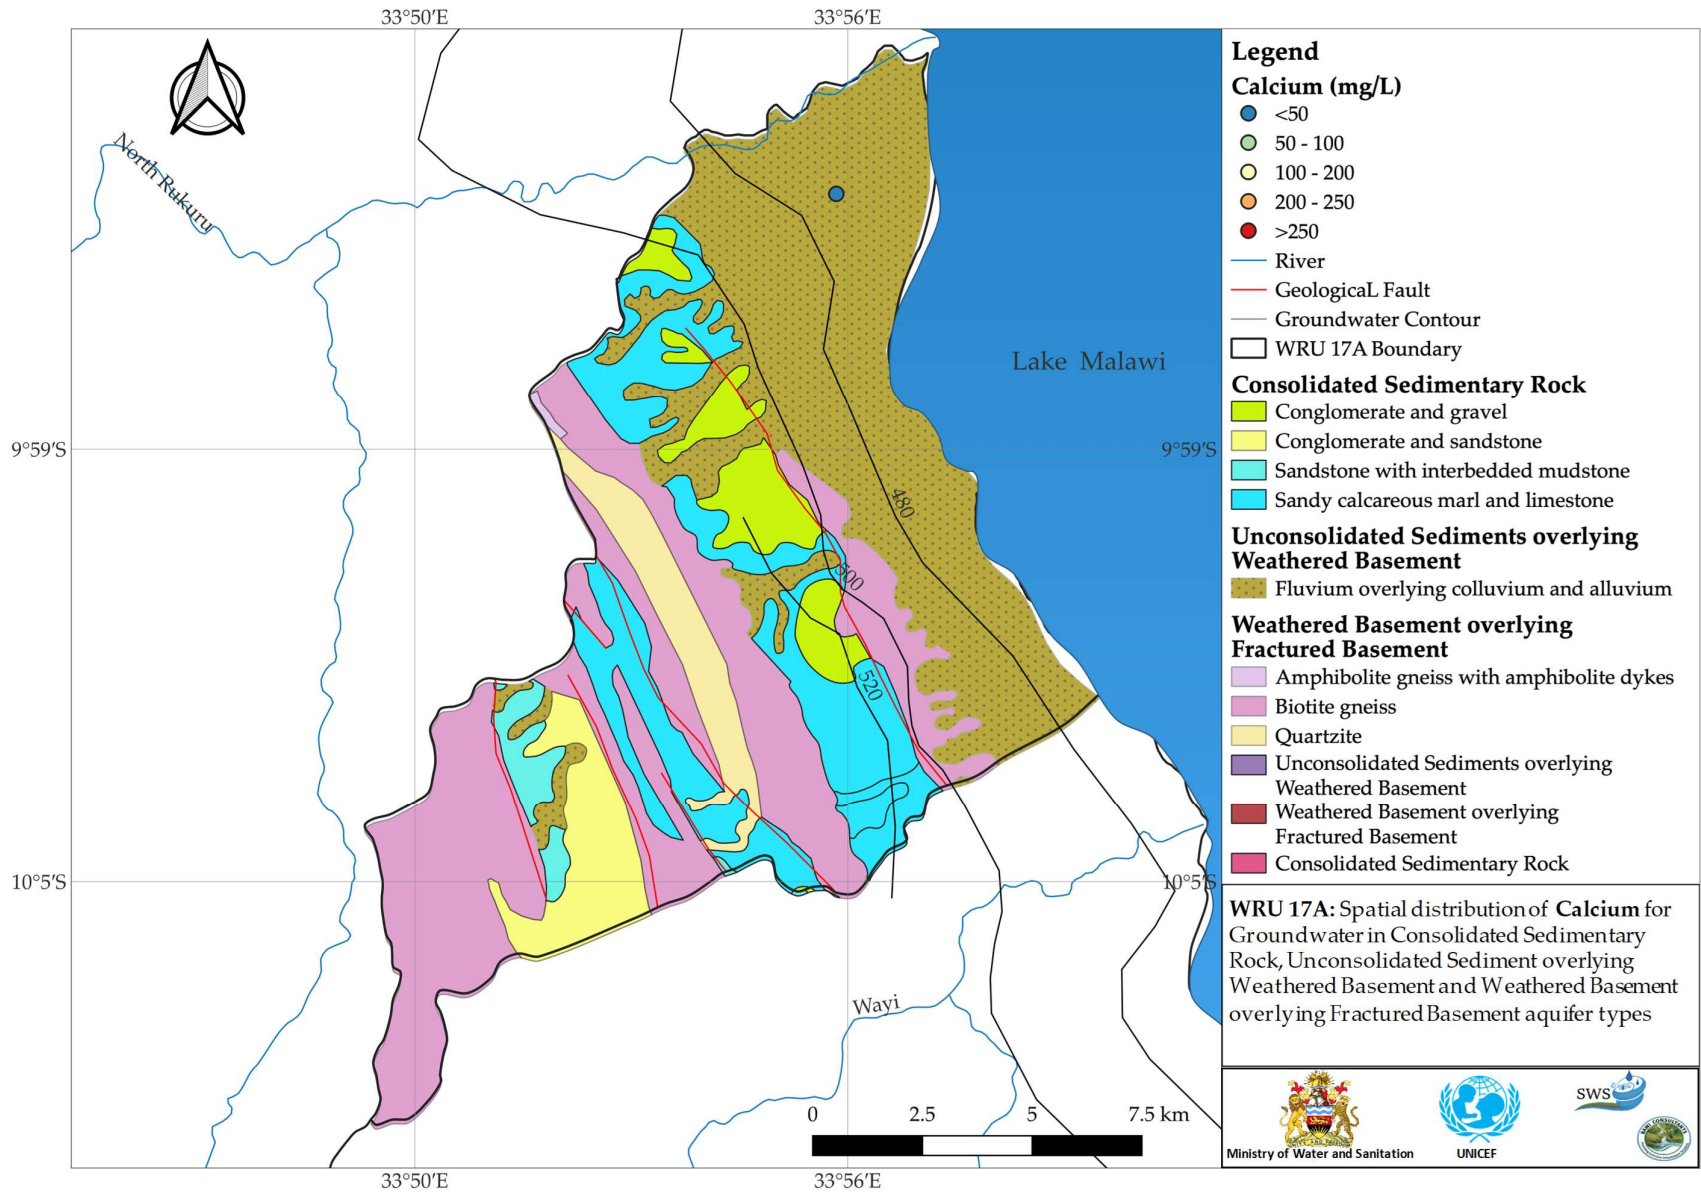 33°50'E
33°56'E
North Rukuru
Lake Malawi
9°59'S
9°59'S
480
500
520
10°5'S
10°5'S
Wayi
0 2.5 5 7.5 km
33°50'E
33°56'E
Legend
Calcium (mg/L)
<50
50 - 100
100 - 200
200 - 250
>250
River
GeologicaL Fault
Groundwater Contour
WRU 17A Boundary
Consolidated Sedimentary Rock
Conglomerate and gravel
Conglomerate and sandstone
Sandstone with interbedded mudstone
Sandy calcareous marl and limestone
Unconsolidated Sediments overlying
Weathered Basement
Fluvium overlying colluvium and alluvium
Weathered Basement overlying
Fractured Basement
Amphibolite gneiss with amphibolite dykes
Biotite gneiss
Quartzite
Unconsolidated Sediments overlying
Weathered Basement
Weathered Basement overlying
Fractured Basement
Consolidated Sedimentary Rock
WRU 17A: Spatial distribution of Calcium for
Groundwater in Consolidated Sedimentary
Rock, Unconsolidated Sediment overlying
Weathered Basement and Weathered Basement
overlying Fractured Basement aquifer types
Ministry of Water and Sanitation
UNICEF
SWS